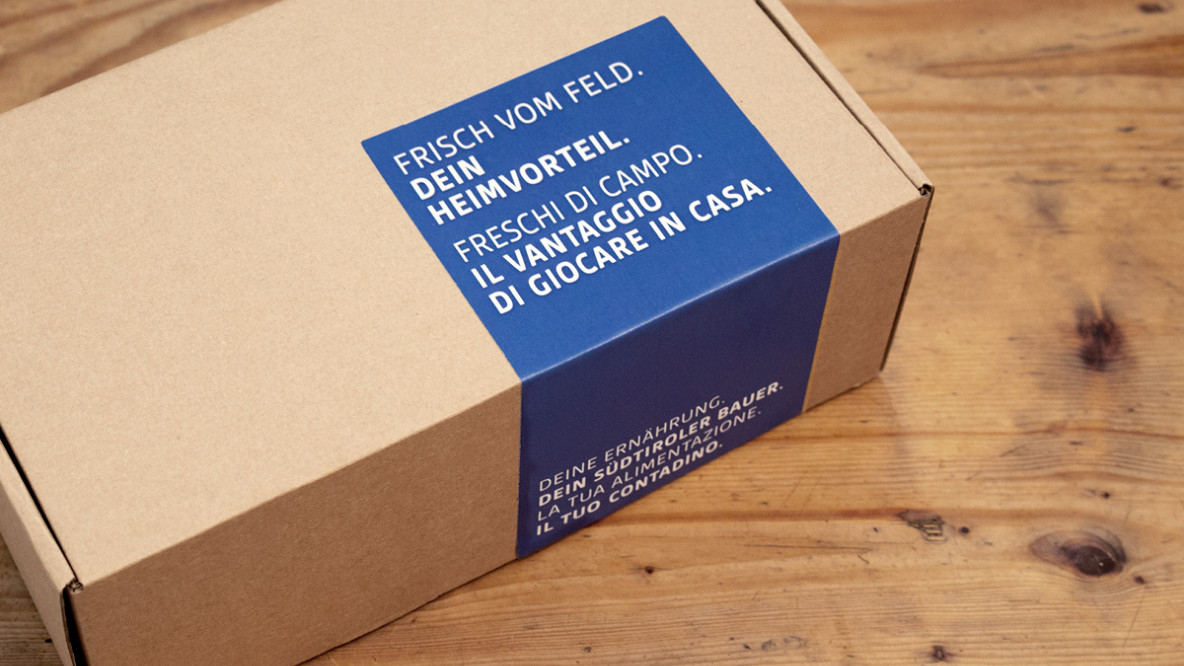 FRISCH VOM FELD.
DEIN
HEIMVORTEIL.
FRESCHI DI CAMPO.
IL VANTAGGIO
DI GIOCARE IN CASA.
DEINE ERNÄHRUNG.
DEIN SÜDTIROLER BAUER.
LA TUA ALIMENTAZIONE.
IL TUO CONTADINO.